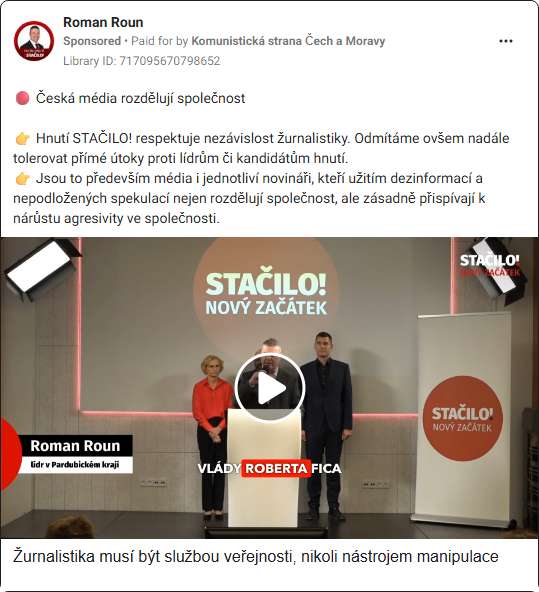 Roman Roun
Sponsored • Paid for by Komunistická strana Čech a Moravy
Library ID: 717095670798652
Česká média rozdělují společnost
👉 Hnutí STAČILO! respektuje nezávislost žurnalistiky. Odmítáme ovšem nadále
tolerovat přímé útoky proti lídrům či kandidátům hnutí.
👉 Jsou to především média i jednotliví novináři, kteří užitím dezinformací a
nepodložených spekulací nejen rozdělují společnost, ale zásadně přispívají k
nárůstu agresivity ve společnosti.
STAČILO!
NOVÝ ZAČÁTEK
STAČILO!
NOVÝ ZAČÁTEK
STAČILO!
NOVÝ ZAČÁTEK
Roman Roun
lídr v Pardubickém kraji
VLÁDY ROBERTA FICA
Žurnalistika musí být službou veřejnosti, nikoli nástrojem manipulace